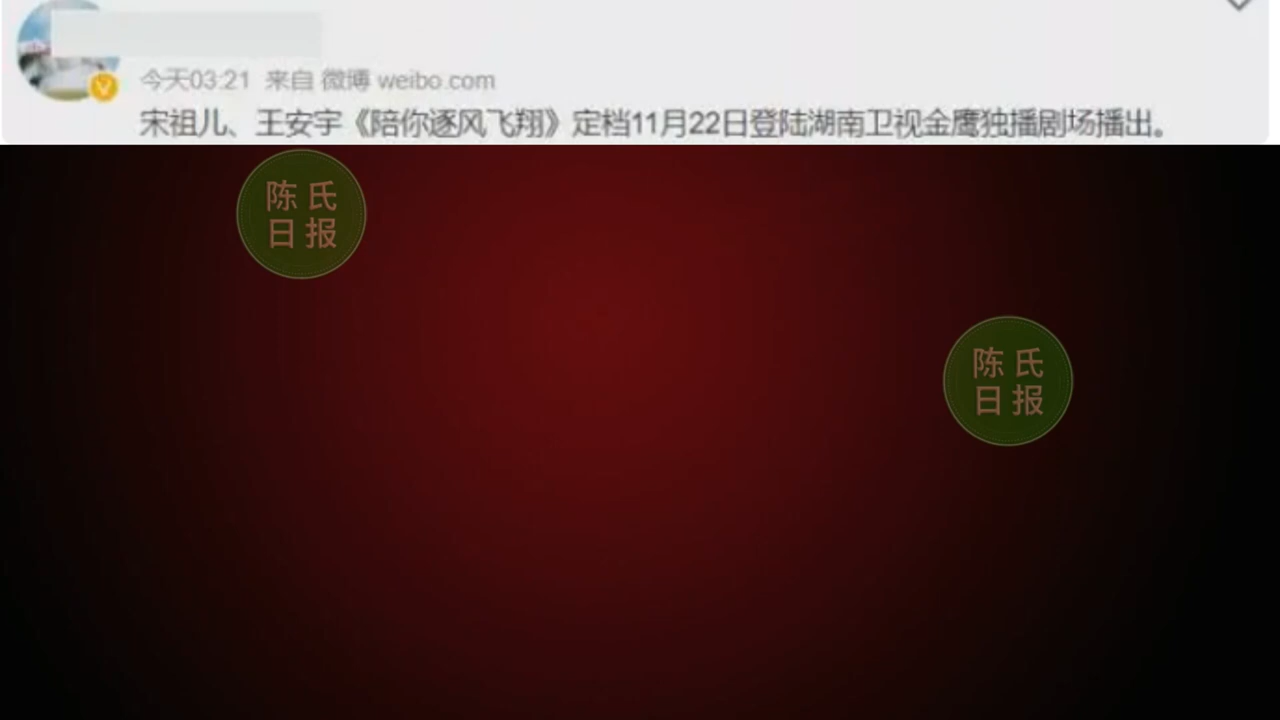 今天03:21 来自 微博 weibo.com
宋祖儿、王安宇《陪你逐风飞翔》定档11月22日登陆湖南卫视金鹰独播剧场播出。
陈氏
日报
陈氏
日报